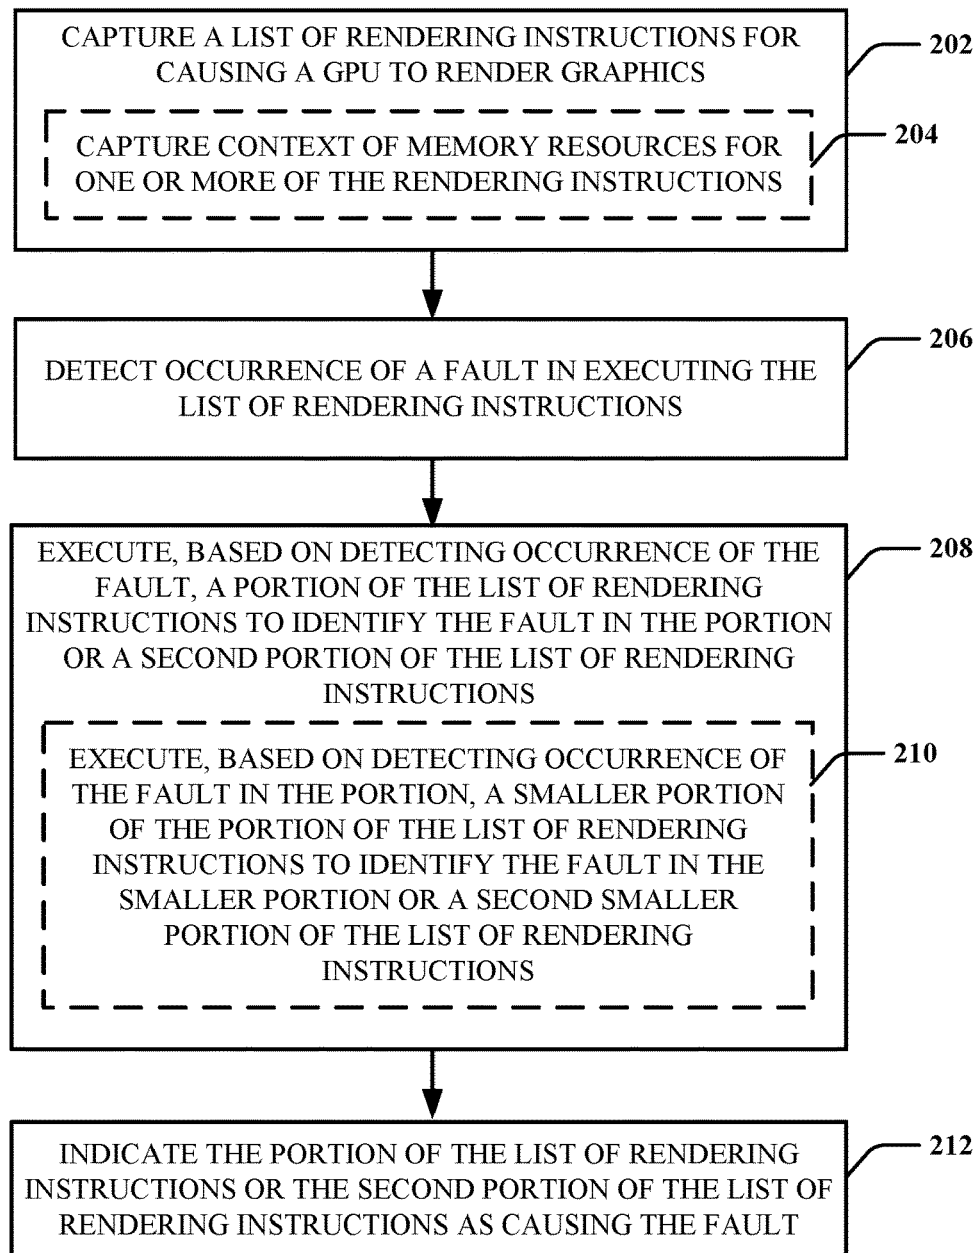 CAPTURE A LIST OF RENDERING INSTRUCTIONS FOR
CAUSING A GPU TO RENDER GRAPHICS
202
CAPTURE CONTEXT OF MEMORY RESOURCES FOR
ONE OR MORE OF THE RENDERING INSTRUCTIONS
204
DETECT OCCURRENCE OF A FAULT IN EXECUTING THE
LIST OF RENDERING INSTRUCTIONS
206
EXECUTE, BASED ON DETECTING OCCURRENCE OF THE
FAULT, A PORTION OF THE LIST OF RENDERING
INSTRUCTIONS TO IDENTIFY THE FAULT IN THE PORTION
OR A SECOND PORTION OF THE LIST OF RENDERING
INSTRUCTIONS
208
EXECUTE, BASED ON DETECTING OCCURRENCE OF
THE FAULT IN THE PORTION, A SMALLER PORTION
OF THE PORTION OF THE LIST OF RENDERING
INSTRUCTIONS TO IDENTIFY THE FAULT IN THE
SMALLER PORTION OR A SECOND SMALLER
PORTION OF THE LIST OF RENDERING
INSTRUCTIONS
210
INDICATE THE PORTION OF THE LIST OF RENDERING
INSTRUCTIONS OR THE SECOND PORTION OF THE LIST OF
RENDERING INSTRUCTIONS AS CAUSING THE FAULT
212